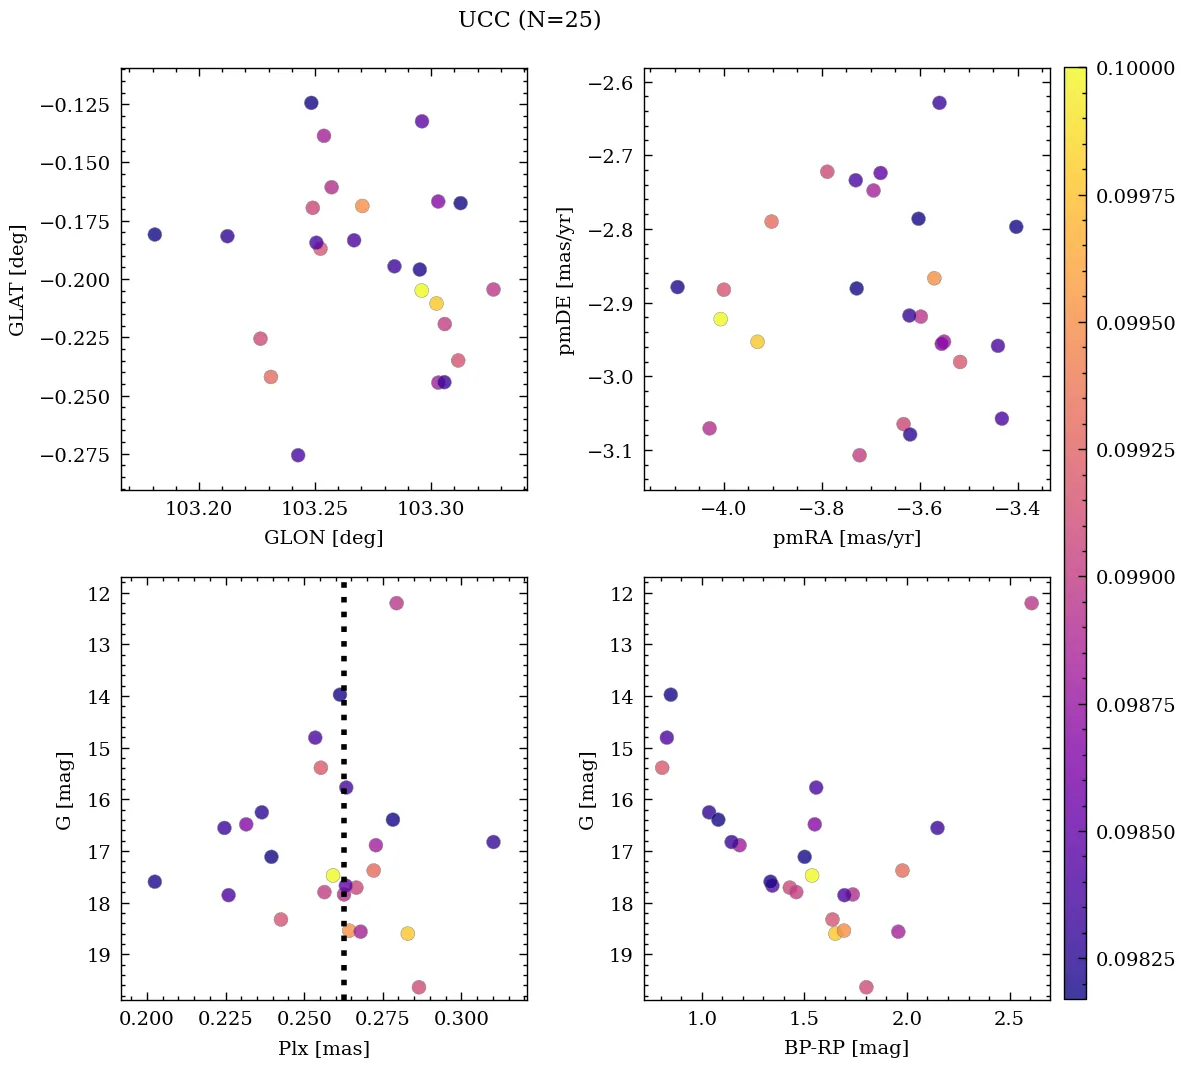 UCC (N=25)
−0.125
−0.150
−0.175
−0.200
−0.225
−0.250
−0.275
GLAT [deg]
103.20 103.25 103.30
GLON [deg]
−2.6
−2.7
−2.8
−2.9
−3.0
−3.1
pmDE [mas/yr]
−4.0 −3.8 −3.6 −3.4
pmRA [mas/yr]
12
13
14
15
16
17
18
19
G [mag]
0.200 0.225 0.250 0.275 0.300
Plx [mas]
12
13
14
15
16
17
18
19
G [mag]
1.0 1.5 2.0 2.5
BP-RP [mag]
0.10000
0.09975
0.09950
0.09925
0.09900
0.09875
0.09850
0.09825